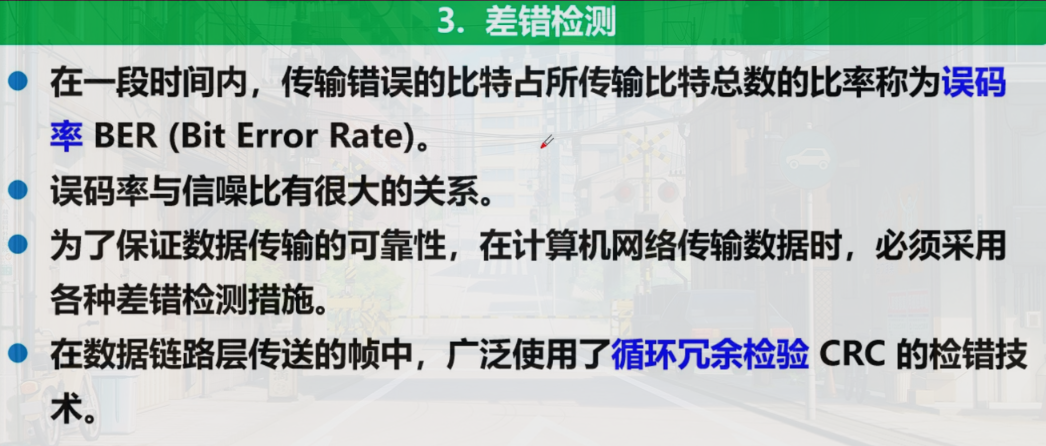 3. 差错检测
在一段时间内，传输错误的比特占所传输比特总数的比率称为误码
率 BER (Bit Error Rate)。
误码率与信噪比有很大的关系。
为了保证数据传输的可靠性，在计算机网络传输数据时，必须采用
各种差错检测措施。
在数据链路层传送的帧中，广泛使用了循环冗余检验 CRC 的检错技
术。